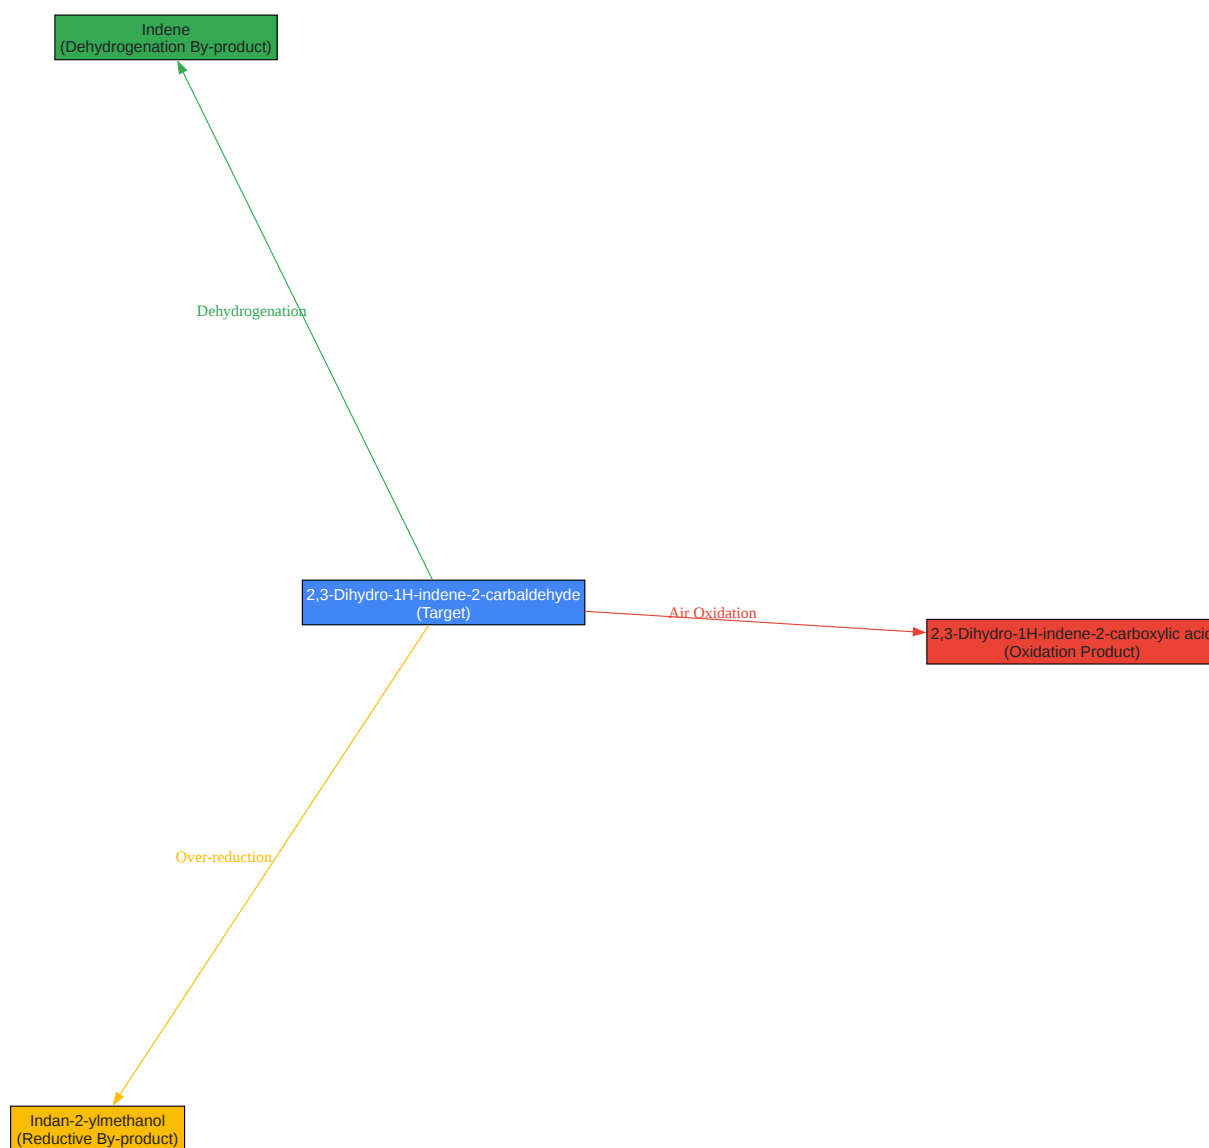 Indene
(Dehydrogenation By-product)
Dehydrogenation
2,3-Dihydro-1H-indene-2-carbaldehyde
(Target)
Air Oxidation
2,3-Dihydro-1H-indene-2-carboxylic acid
(Oxidation Product)
Over-reduction
Indan-2-ylmethanol
(Reductive By-product)